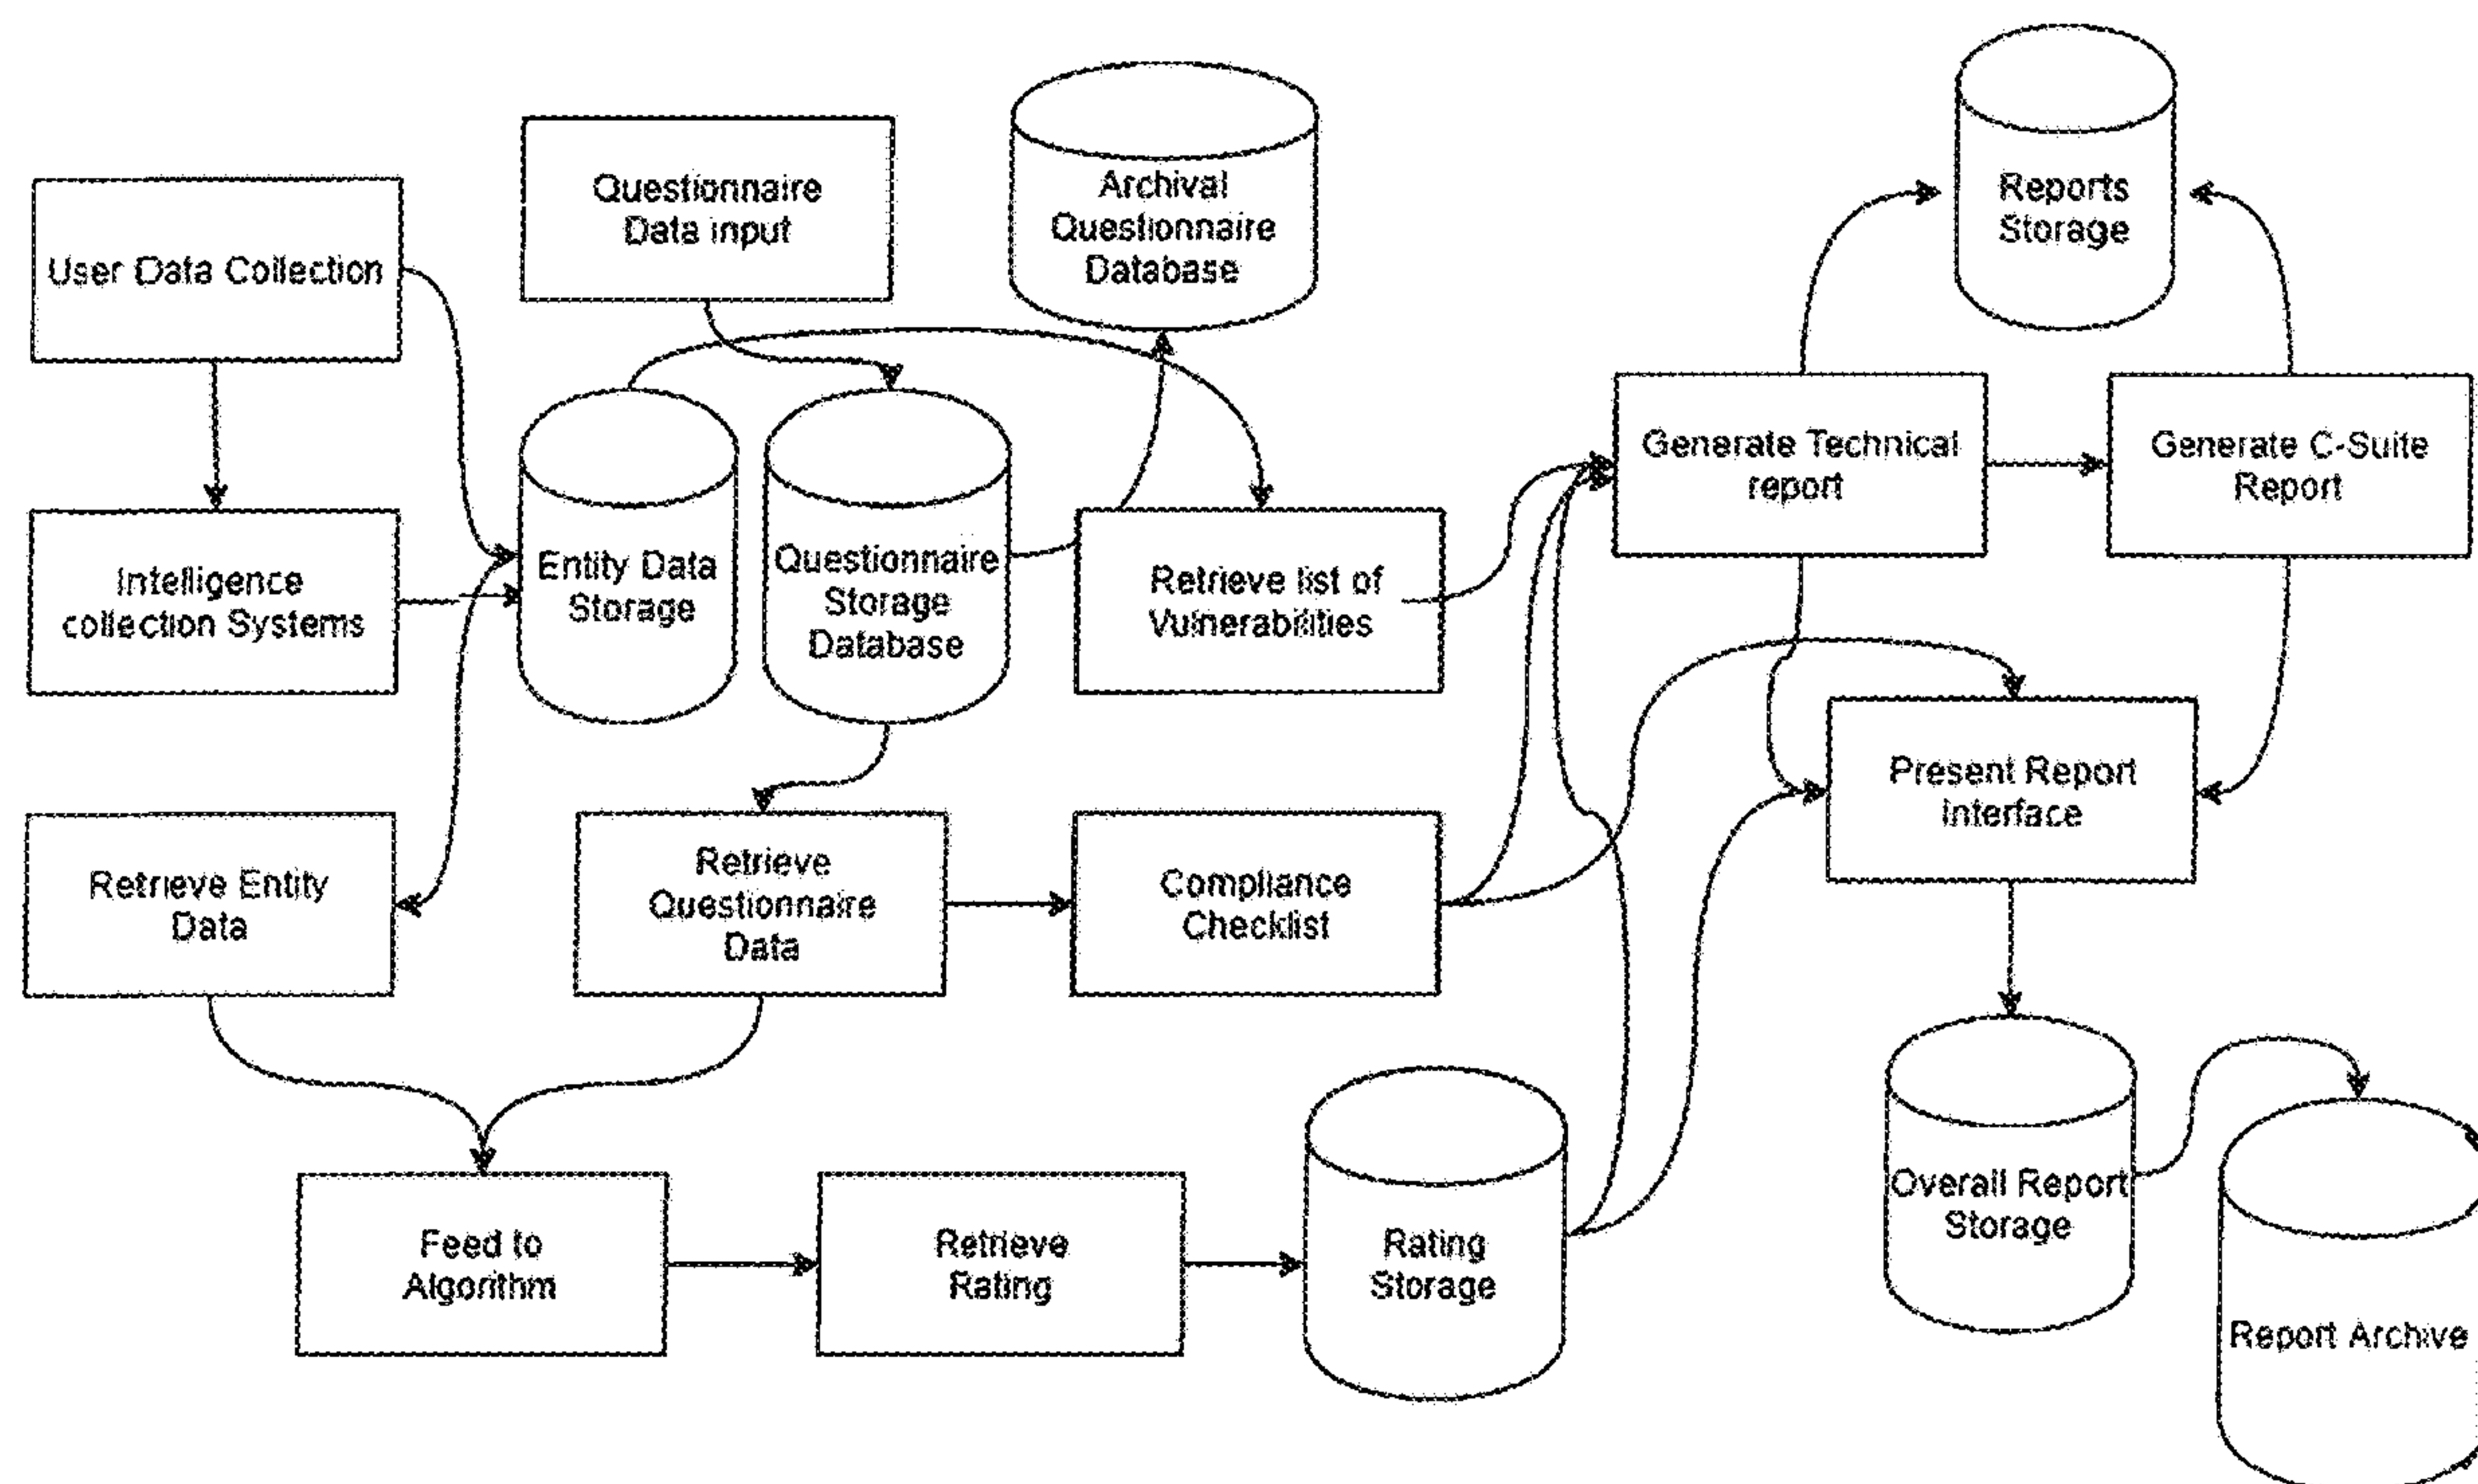 User Data Collection
Questionnaire
Data input
Archival
Questionnaire
Database
Reports
Storage
Intelligence
collection Systems
Entity Data
Storage
Questionnaire
Storage
Database
Retrieve list of
Vulnerabilities
Generate Technical
report
Generate C-Suite
Report
Present Report
Interface
Retrieve Entity
Data
Retrieve
Questionnaire
Data
Compliance
Checklist
Feed to
Algorithm
Retrieve
Rating
Rating
Storage
Overall Report
Storage
Report Archive